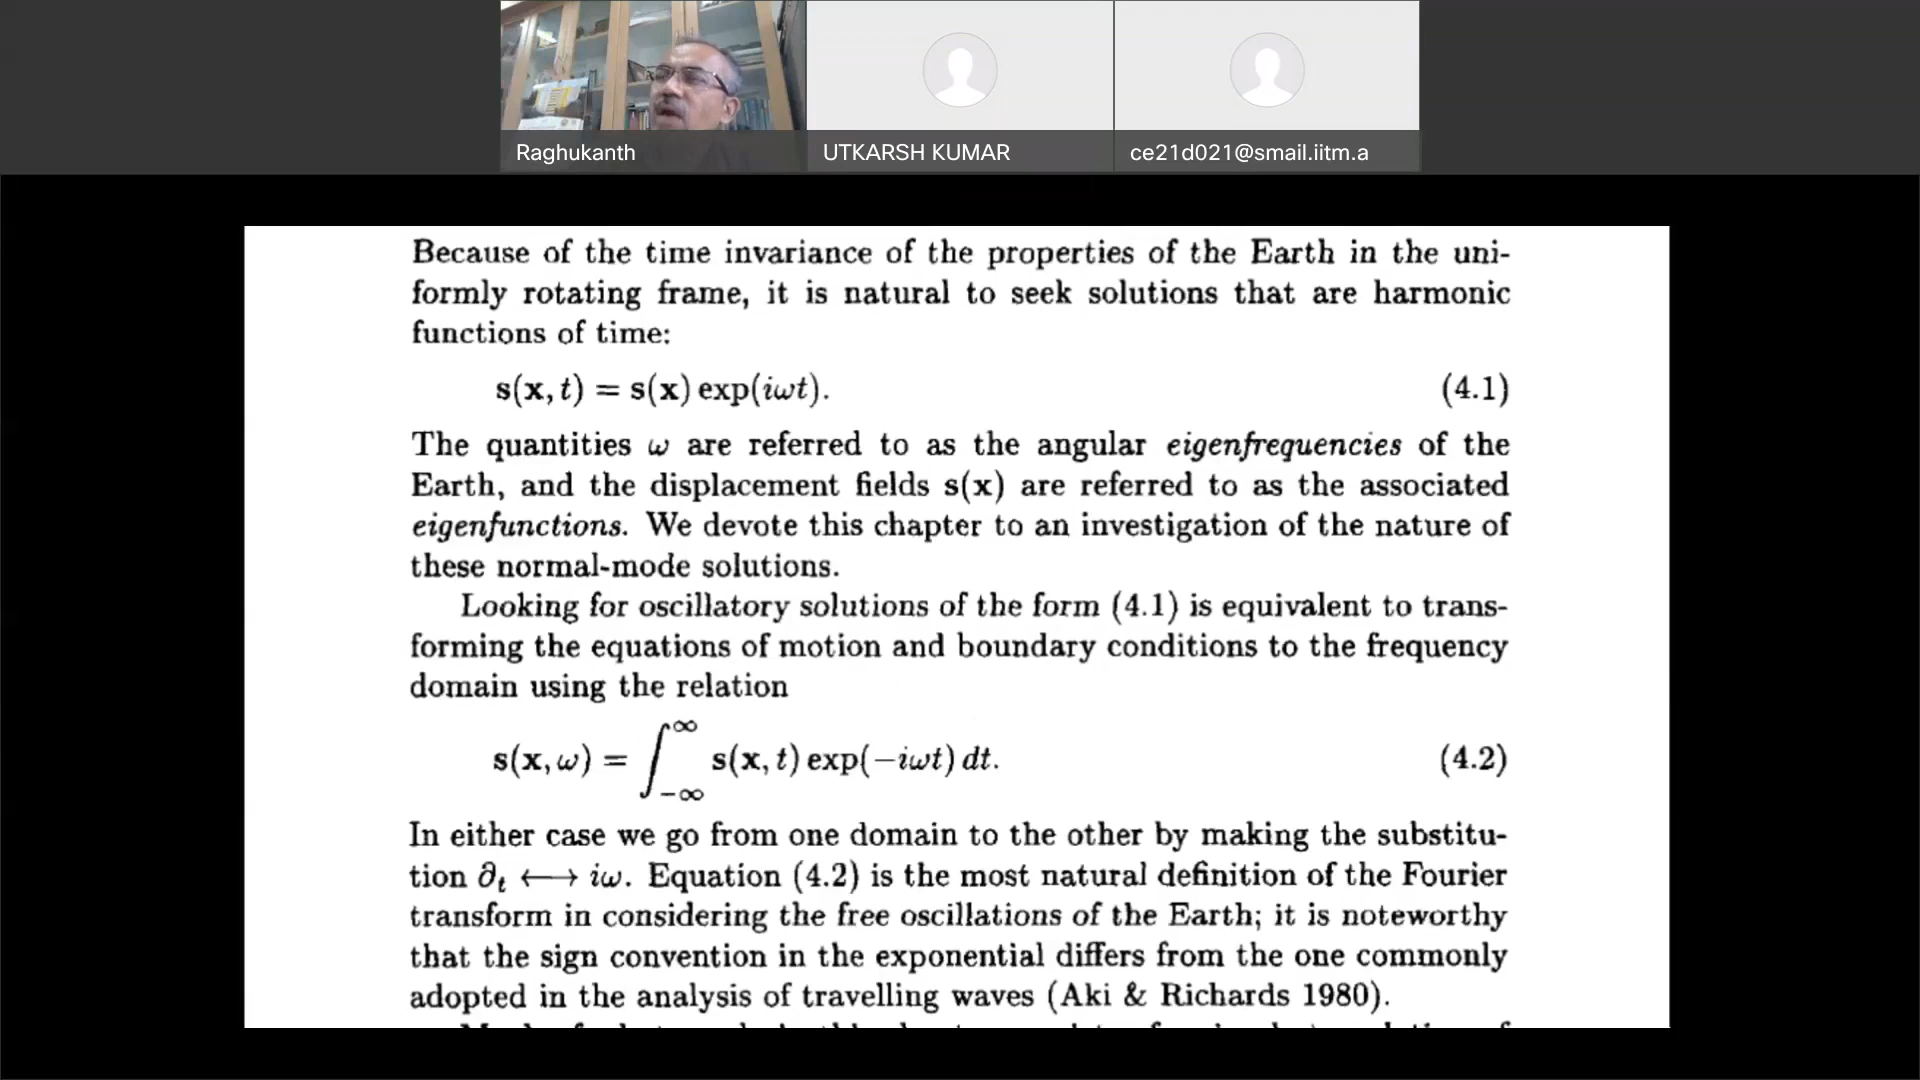 Raghukanth
UTKARSH KUMAR
ce21d021@smail.iitm.a
Because of the time invariance of the properties of the Earth in the uni-
formly rotating frame, it is natural to seek solutions that are harmonic
functions of time:
s(x, t) = s(x) exp(iωt). (4.1)
The quantities ω are referred to as the angular eigenfrequencies of the
Earth, and the displacement fields s(x) are referred to as the associated
eigenfunctions. We devote this chapter to an investigation of the nature of
these normal-mode solutions.
Looking for oscillatory solutions of the form (4.1) is equivalent to trans-
forming the equations of motion and boundary conditions to the frequency
domain using the relation
s(x, ω) = ∫_{-∞}^{∞} s(x, t) exp(−iωt) dt. (4.2)
In either case we go from one domain to the other by making the substitu-
tion ∂t ⟷ iω. Equation (4.2) is the most natural definition of the Fourier
transform in considering the free oscillations of the Earth; it is noteworthy
that the sign convention in the exponential differs from the one commonly
adopted in the analysis of travelling waves (Aki & Richards 1980).